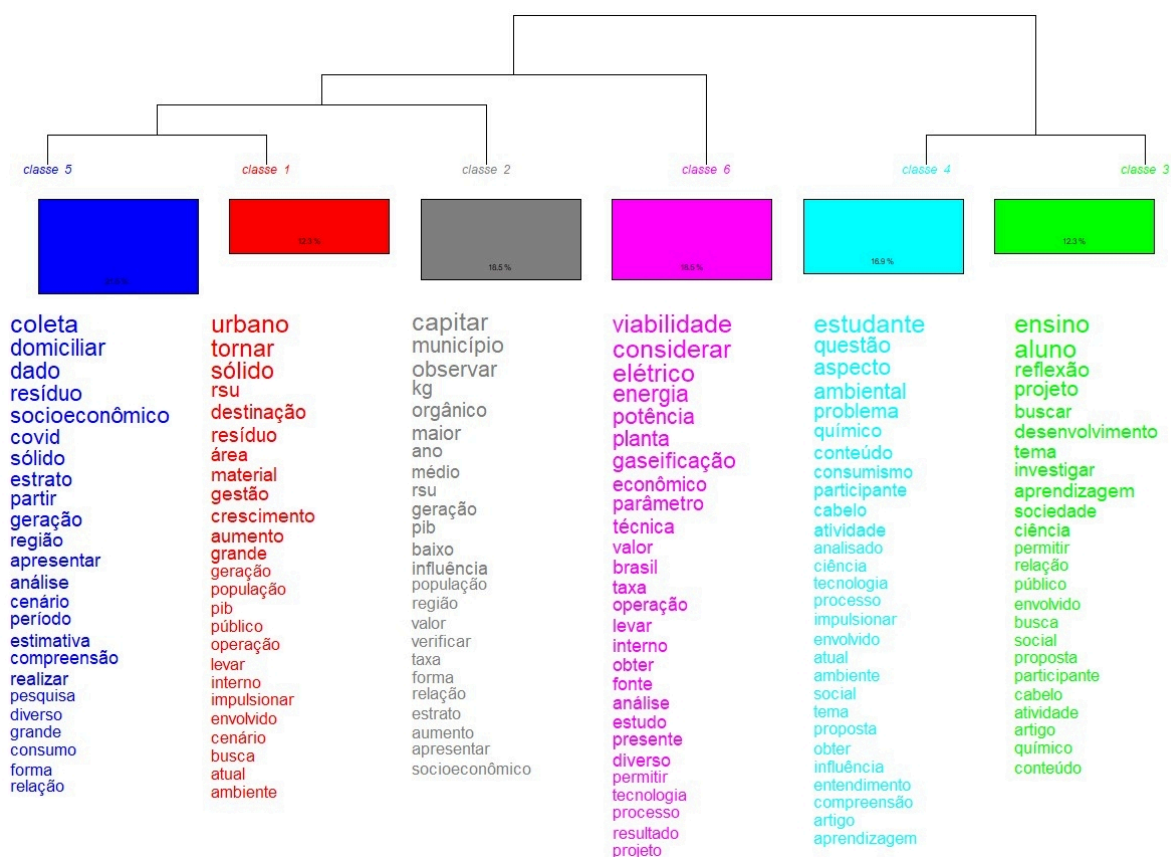 classe 5
classe 1
classe 2
classe 6
classe 4
classe 3
12.3 %
18.5 %
18.5 %
16.9 %
12.3 %
coleta
domiciliar
dado
resíduo
socioeconômico
covid
sólido
estrato
partir
geração
região
apresentar
análise
cenário
período
estimativa
compreensão
realizar
pesquisa
diverso
grande
consumo
forma
relação
urbano
tornar
sólido
rsu
destinação
resíduo
área
material
gestão
crescimento
aumento
grande
geração
população
pib
público
operação
levar
interno
impulsionar
envolvido
cenário
busca
atual
ambiente
capitar
município
observar
kg
orgânico
maior
ano
médio
rsu
geração
pib
baixo
influência
população
região
valor
verificar
taxa
forma
relação
estrato
aumento
apresentar
socioeconômico
viabilidade
considerar
elétrico
energia
potência
planta
gaseificação
econômico
parâmetro
técnica
valor
brasil
taxa
operação
levar
interno
obter
fonte
análise
estudo
presente
diverso
permitir
tecnologia
processo
resultado
projeto
estudante
questão
aspecto
ambiental
problema
químico
conteúdo
consumismo
participante
cabelo
atividade
analisado
ciência
tecnologia
processo
impulsionar
envolvido
atual
ambiente
social
tema
proposta
obter
influência
entendimento
compreensão
artigo
aprendizagem
ensino
aluno
reflexão
projeto
buscar
desenvolvimento
tema
investigar
aprendizagem
sociedade
ciência
permitir
relação
público
envolvido
busca
social
proposta
participante
cabelo
atividade
artigo
químico
conteúdo